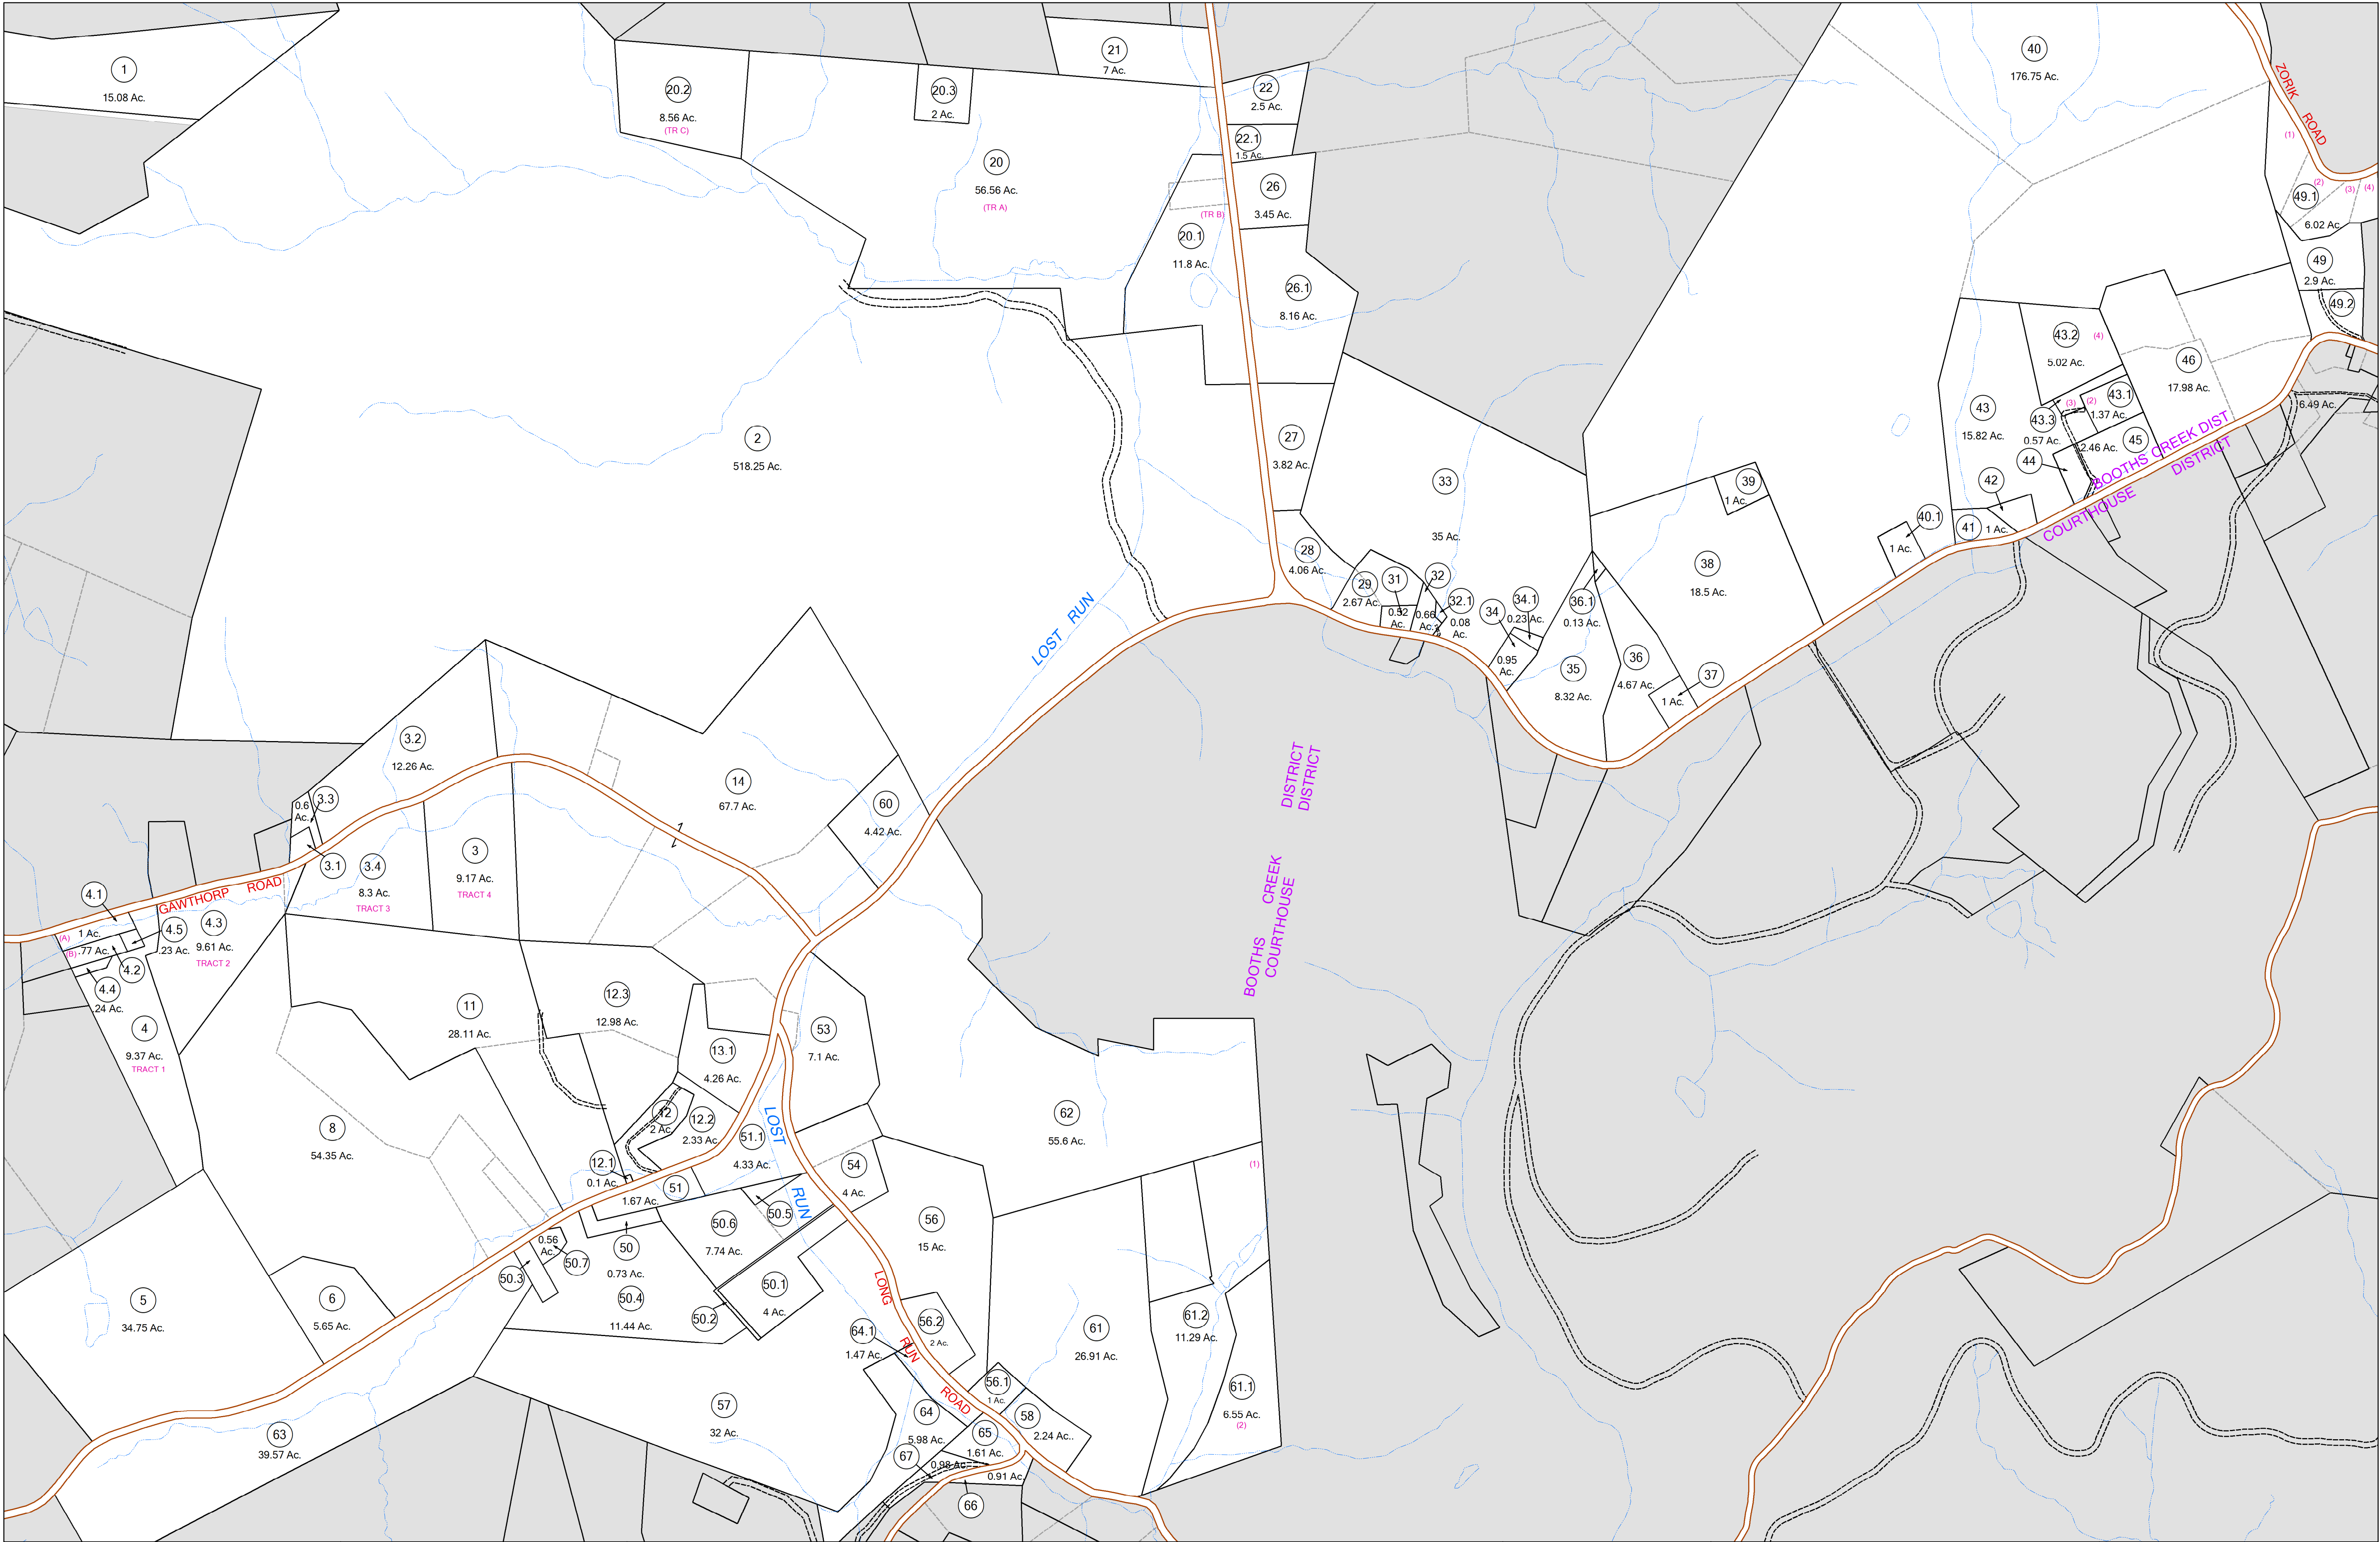 1
15.08 Ac.
20.2
8.56 Ac.
(TR C)
20.3
2 Ac.
20
56.56 Ac.
(TR A)
21
7 Ac.
22
2.5 Ac.
22.1
1.5 Ac.
26
3.45 Ac.
(TR B)
20.1
11.8 Ac.
26.1
8.16 Ac.
40
176.75 Ac.
ZORIK ROAD
(1)
(2)
(3)
(4)
49.1
6.02 Ac.
49
2.9 Ac.
49.2
43.2
(4)
5.02 Ac.
46
17.98 Ac.
43
15.82 Ac.
(3)
(2)
43.1
1.37 Ac.
43.3
0.57 Ac.
2.46 Ac.
45
44
6.49 Ac.
BOOTHS CREEK DIST
COURTHOUSE DISTRICT
42
41
1 Ac.
40.1
1 Ac.
2
518.25 Ac.
27
3.82 Ac.
33
35 Ac.
39
1 Ac.
38
18.5 Ac.
28
4.06 Ac.
29
2.67 Ac.
31
0.52
Ac.
32
0.66
Ac.
32.1
0.08
Ac.
34
0.95
Ac.
34.1
0.23 Ac.
36.1
0.13 Ac.
35
8.32 Ac.
36
4.67 Ac.
37
1 Ac.
LOST RUN
3.2
12.26 Ac.
3.3
0.6
Ac.
3.1
3.4
8.3 Ac.
TRACT 3
3
9.17 Ac.
TRACT 4
14
67.7 Ac.
60
4.42 Ac.
BOOTHS CREEK DISTRICT
COURTHOUSE DISTRICT
GAWTHORP ROAD
4.1
1 Ac.
(A)
(B)
.77 Ac.
4.2
4.5
.23 Ac.
4.3
9.61 Ac.
TRACT 2
4.4
.24 Ac.
4
9.37 Ac.
TRACT 1
11
28.11 Ac.
12.3
12.98 Ac.
13.1
4.26 Ac.
53
7.1 Ac.
8
54.35 Ac.
12
2 Ac.
12.2
2.33 Ac.
12.1
0.1 Ac.
51.1
4.33 Ac.
51
1.67 Ac.
LOST RUN
54
4 Ac.
62
55.6 Ac.
(1)
50.5
50.6
7.74 Ac.
50
0.73 Ac.
0.56
Ac.
50.7
50.3
50.4
11.44 Ac.
50.1
4 Ac.
50.2
56
15 Ac.
5
34.75 Ac.
6
5.65 Ac.
LONG RUN ROAD
56.2
2 Ac.
64.1
1.47 Ac.
61
26.91 Ac.
61.2
11.29 Ac.
61.1
6.55 Ac.
(2)
56.1
1 Ac.
58
2.24 Ac..
57
32 Ac.
64
5.98 Ac.
65
1.61 Ac.
67
0.98 Ac.
0.91 Ac.
66
63
39.57 Ac.